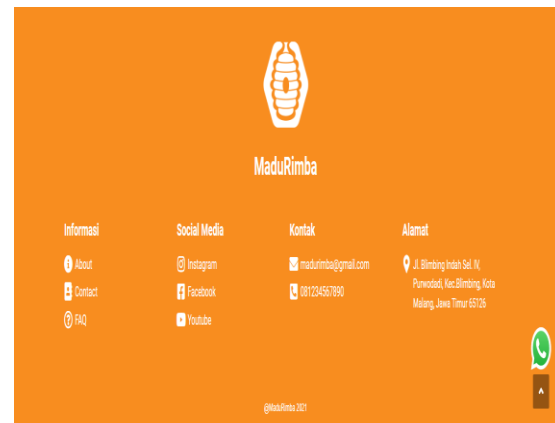 MaduRimba
Informasi
About
Contact
FAQ
Social Media
Instagram
Facebook
Youtube
Kontak
madurimba@gmail.com
081234567890
Alamat
Jl. Blimbing Indah Sel. IV,
Purwodadi, Kec.Blimbing, Kota
Malang, Jawa Timur 65126
@MaduRimba 2021